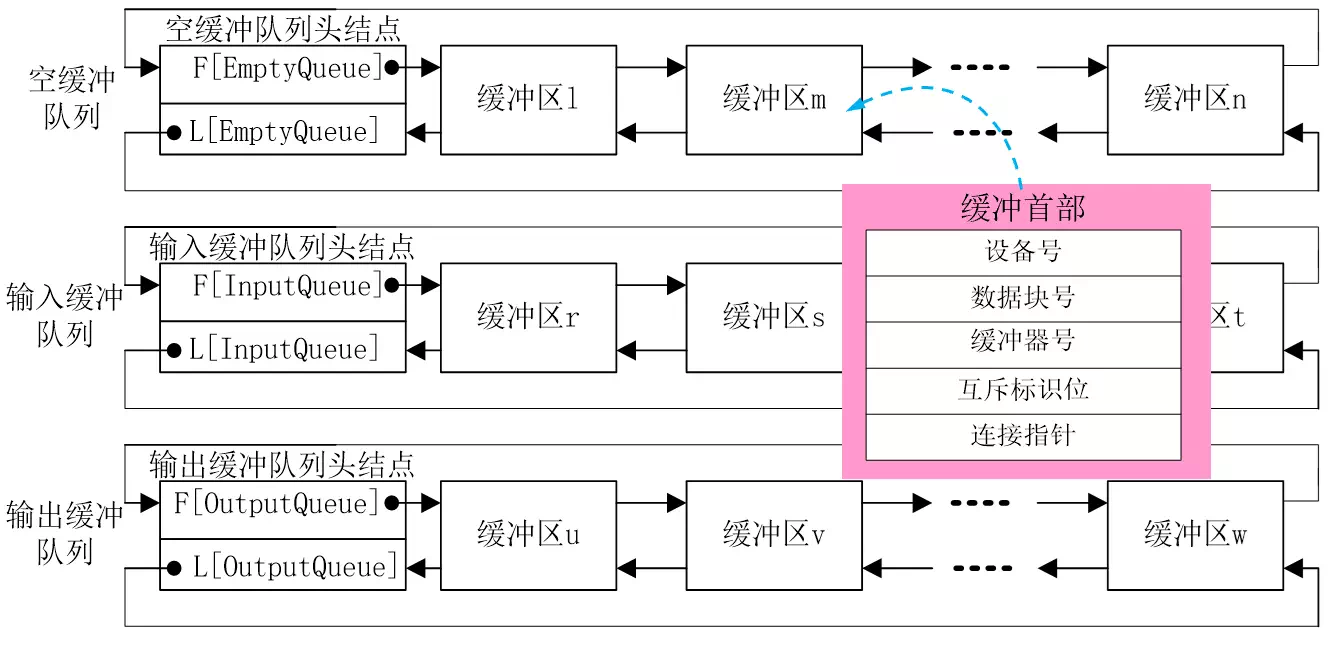 空缓冲队列头结点
空缓冲
队列
F[EmptyQueue]
L[EmptyQueue]
缓冲区l
缓冲区m
缓冲区n
缓冲首部
设备号
数据块号
缓冲器号
互斥标识位
连接指针
输入缓冲队列头结点
输入缓冲
队列
F[InputQueue]
L[InputQueue]
缓冲区r
缓冲区s
区t
输出缓冲队列头结点
输出缓冲
队列
F[OutputQueue]
L[OutputQueue]
缓冲区u
缓冲区v
缓冲区w